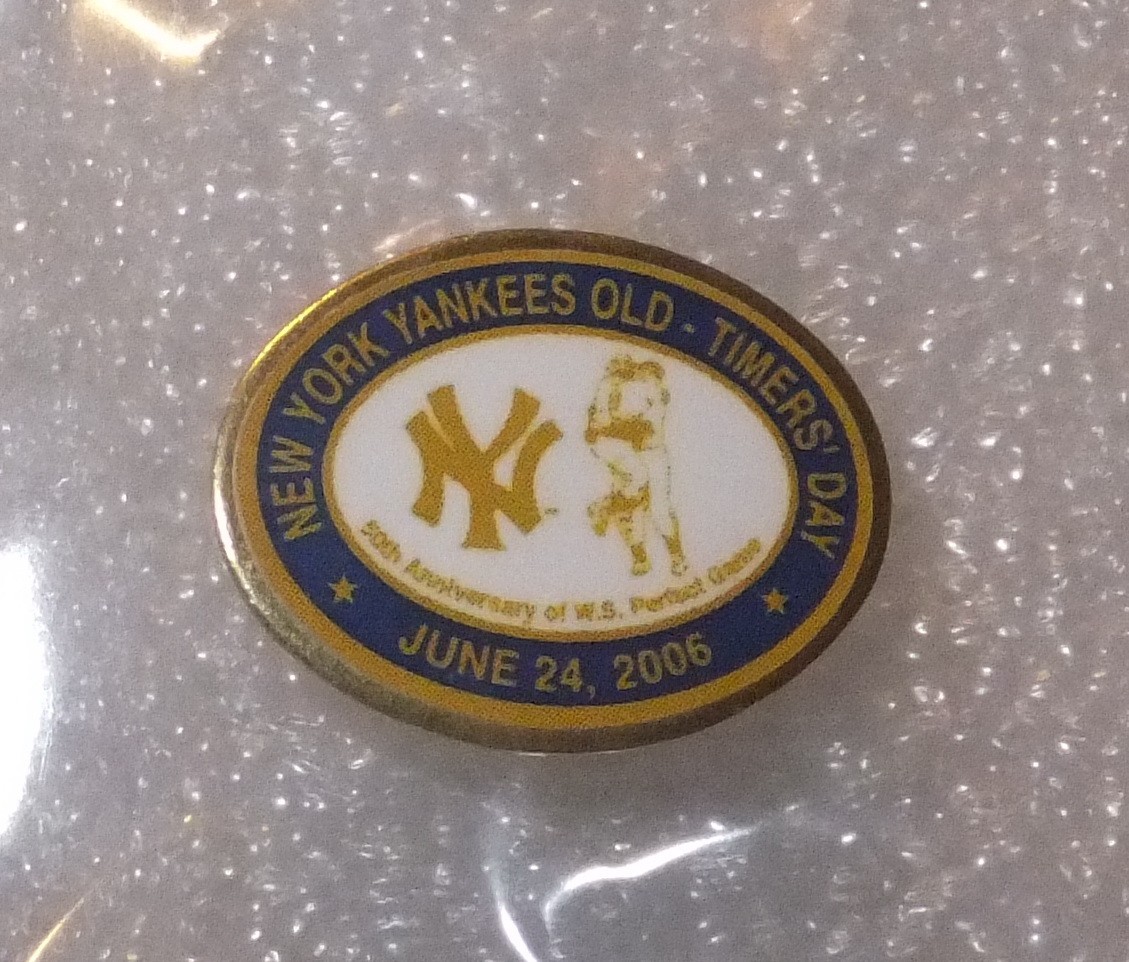 NEW YORK YANKEES OLD - TIMERS' DAY
NY
50th Anniversary of W.S. Perfect Game
JUNE 24, 2006